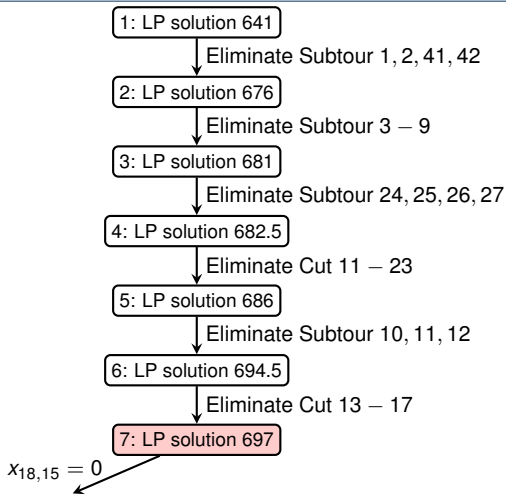 1: LP solution 641
Eliminate Subtour 1, 2, 41, 42
2: LP solution 676
Eliminate Subtour 3 − 9
3: LP solution 681
Eliminate Subtour 24, 25, 26, 27
4: LP solution 682.5
Eliminate Cut 11 − 23
5: LP solution 686
Eliminate Subtour 10, 11, 12
6: LP solution 694.5
Eliminate Cut 13 − 17
7: LP solution 697
x18,15 = 0